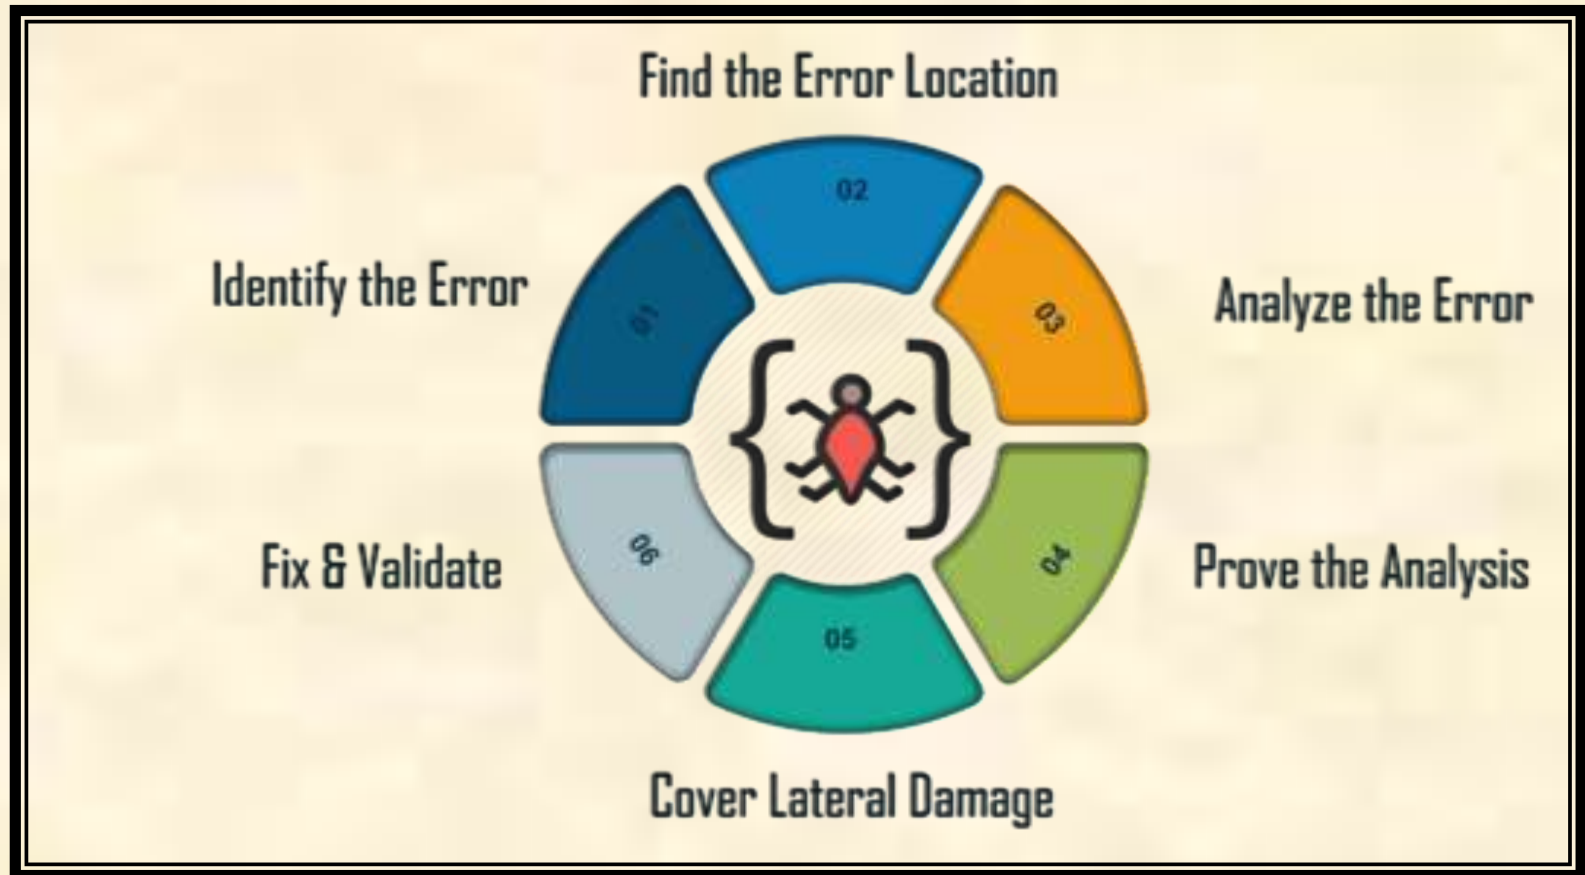 Find the Error Location
02
Identify the Error
01
03
Analyze the Error
Fix & Validate
06
04
Prove the Analysis
05
Cover Lateral Damage